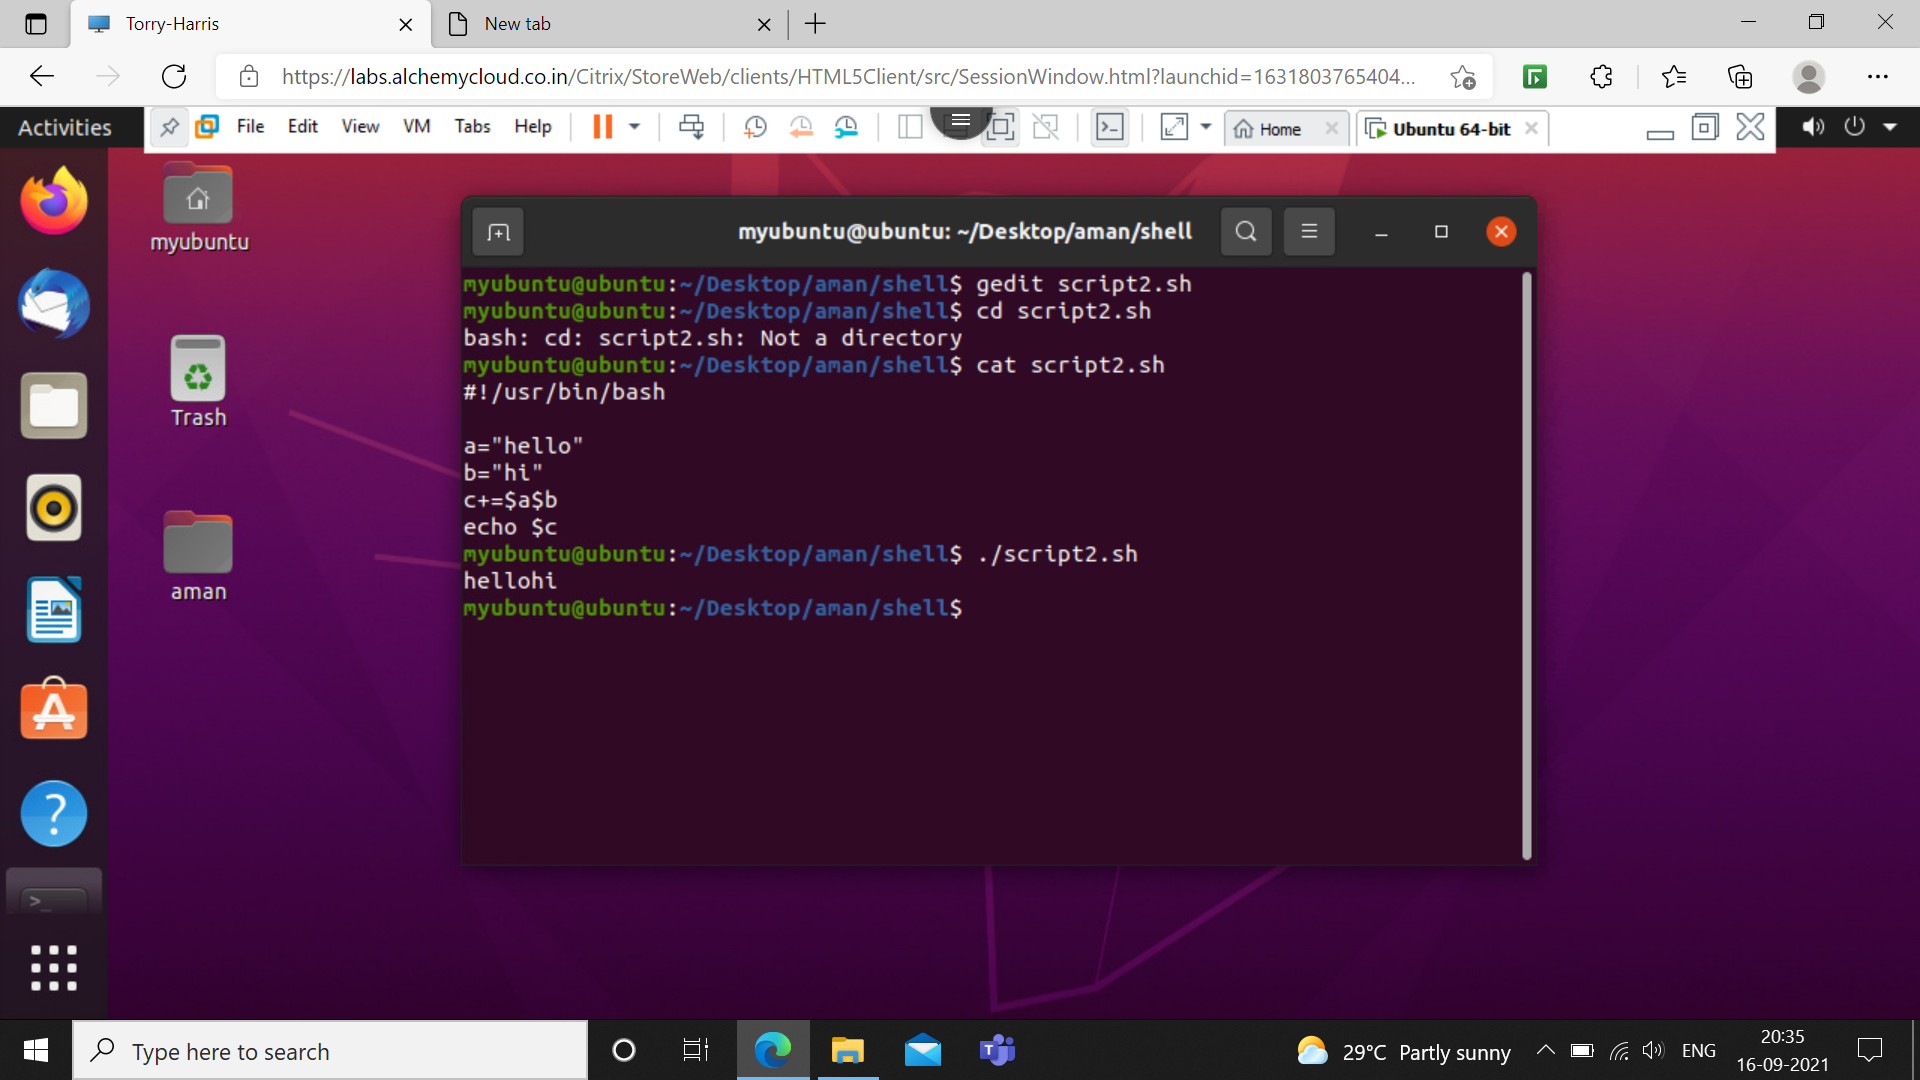 Torry-Harris
New tab
https://labs.alchemycloud.co.in/Citrix/StoreWeb/clients/HTML5Client/src/SessionWindow.html?launchid=1631803765404...
Activities
File Edit View VM Tabs Help
Home
Ubuntu 64-bit
myubuntu
Trash
aman
myubuntu@ubuntu: ~/Desktop/aman/shell
myubuntu@ubuntu:~/Desktop/aman/shell$ gedit script2.sh
myubuntu@ubuntu:~/Desktop/aman/shell$ cd script2.sh
bash: cd: script2.sh: Not a directory
myubuntu@ubuntu:~/Desktop/aman/shell$ cat script2.sh
#!/usr/bin/bash
a="hello"
b="hi"
c+=$a$b
echo $c
myubuntu@ubuntu:~/Desktop/aman/shell$ ./script2.sh
hellohi
myubuntu@ubuntu:~/Desktop/aman/shell$
Type here to search
29°C Partly sunny
ENG
20:35
16-09-2021